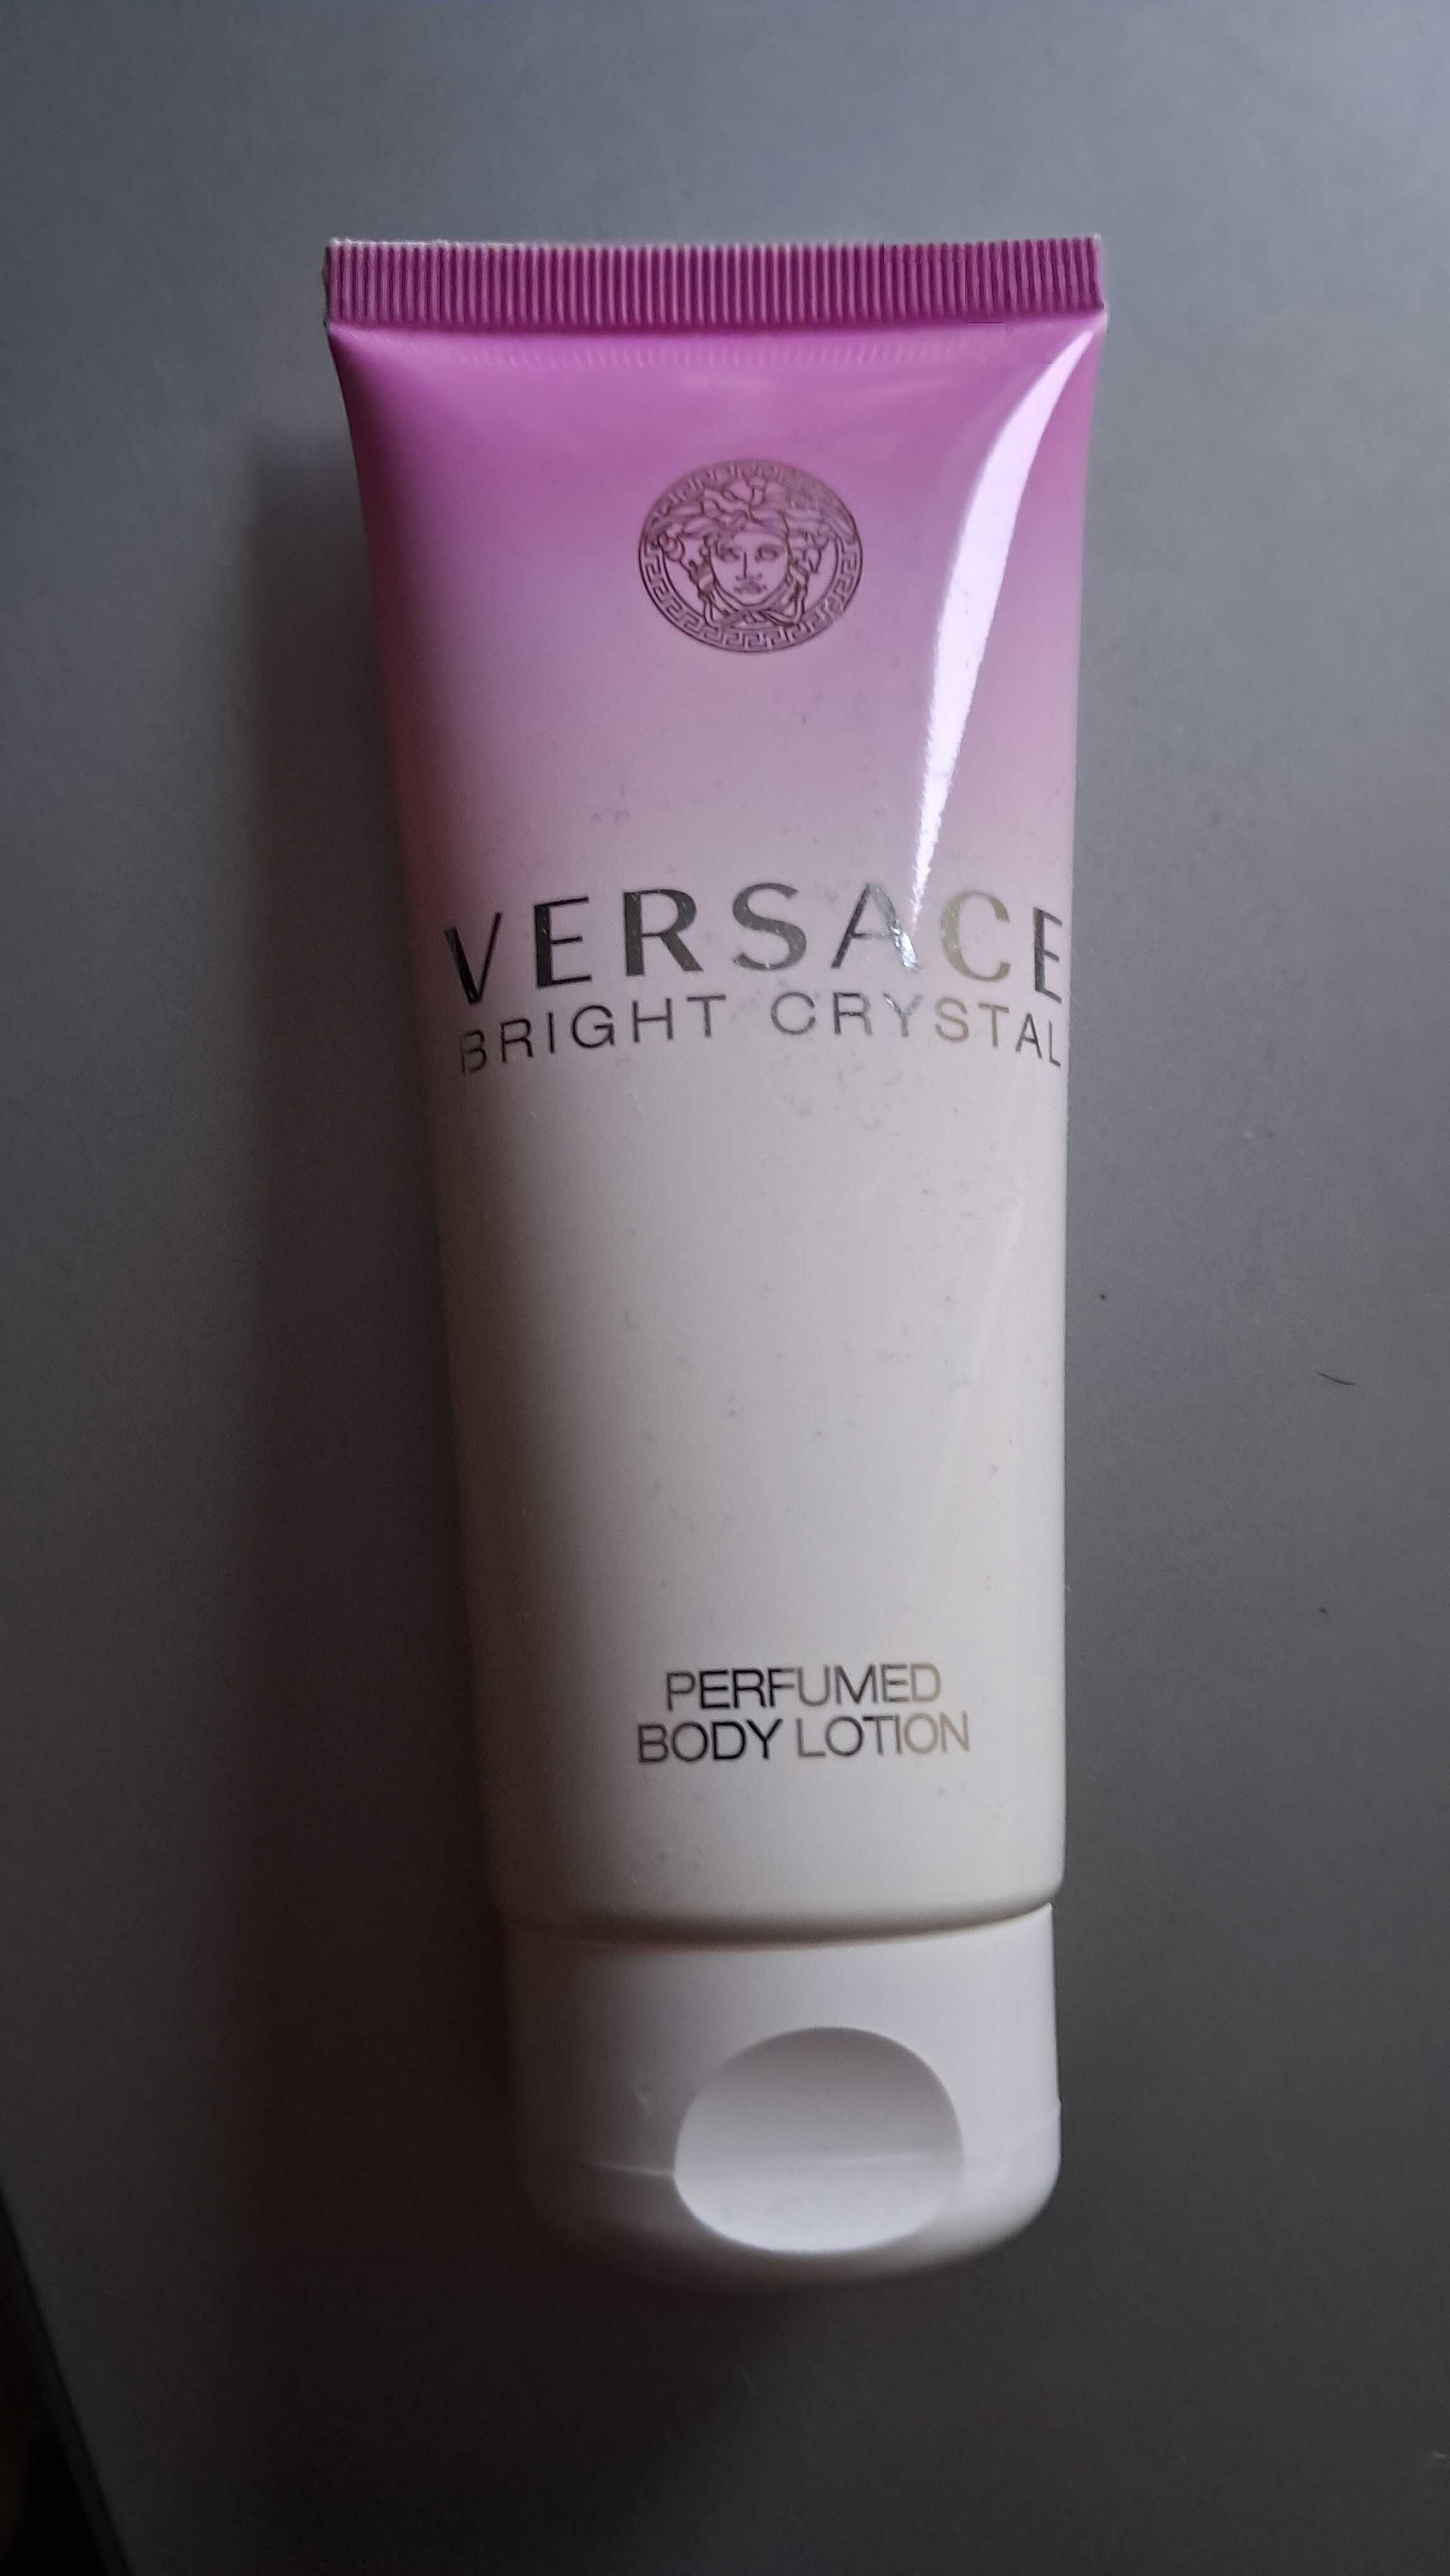 VERSACE
BRIGHT CRYSTAL
PERFUMED
BODY LOTION